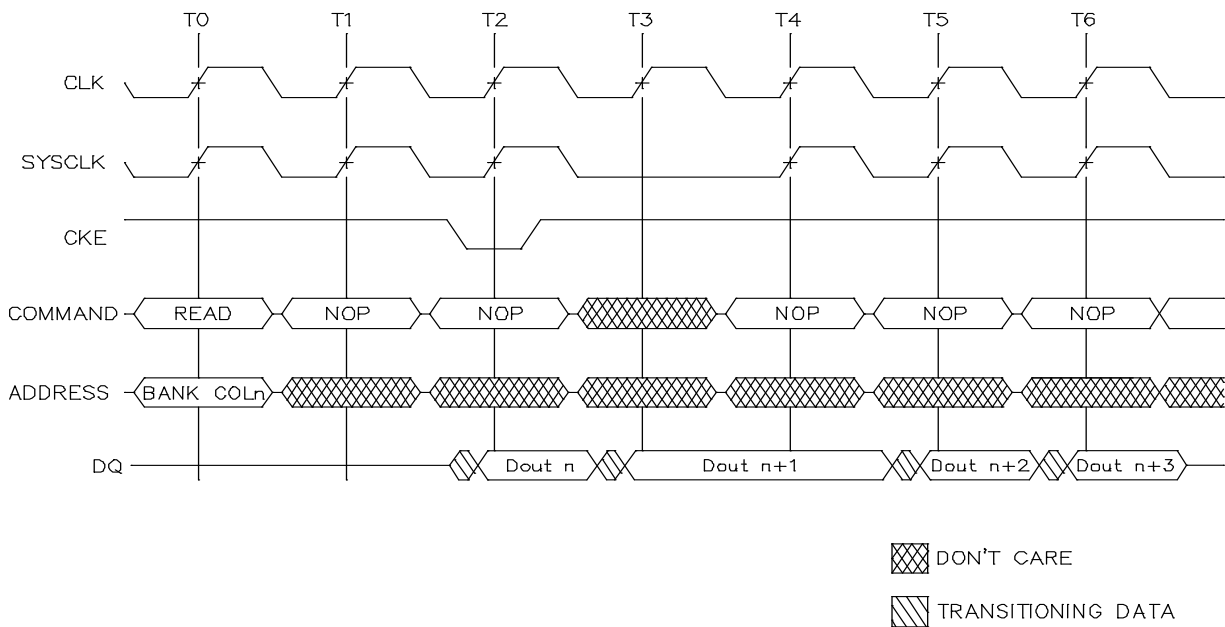 T0 T1 T2 T3 T4 T5 T6
CLK
SYSCLK
CKE
COMMAND READ NOP NOP NOP NOP NOP
ADDRESS BANK COLn
DQ Dout n Dout n+1 Dout n+2 Dout n+3
DON'T CARE
TRANSITIONING DATA